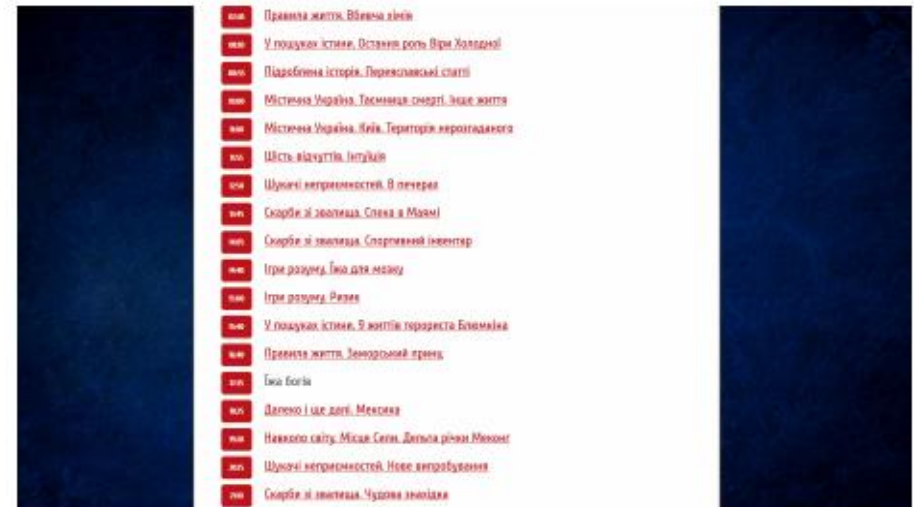 Правила життя. Вбивча хімія
У пошуках істини. Остання роль Віри Холодної
Підроблена історія. Переяславські статті
Містична Україна. Таємниця смерті. Інше життя
Містична Україна. Київ. Територія нерозгаданого
Шість відчуттів. Інтуїція
Шукачі неприємностей. В печерах
Скарби зі звалища. Спека в Маямі
Скарби зі звалища. Спортивний інвентар
Ігри розуму. Їжа для мозку
Ігри розуму. Ризик
У пошуках істини. 9 життів терориста Блюмкіна
Правила життя. Заморський принц
Їжа богів
Далеко і ще далі. Мексика
Навколо світу. Місце Сили. Дельта річки Меконг
Шукачі неприємностей. Нове випробування
Скарби зі звалища. Чудова знахідка